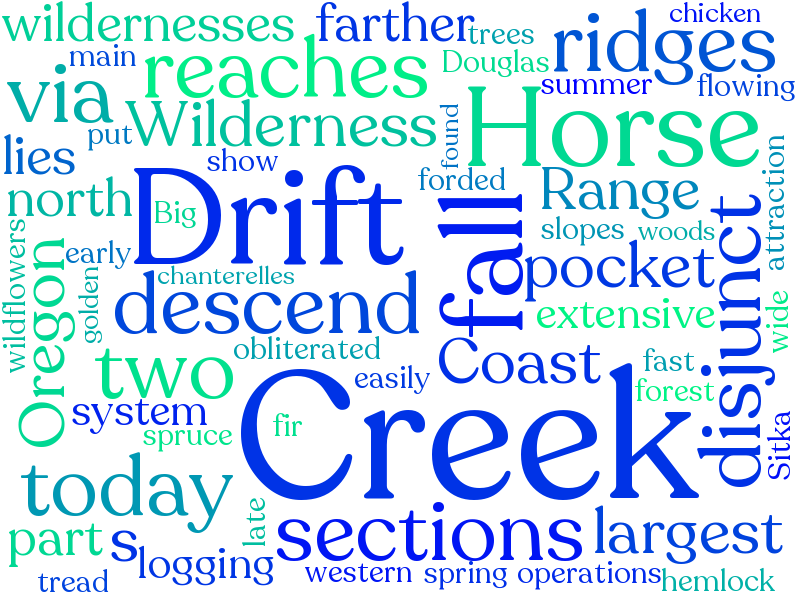 wildernesses
farther
chicken
trees
ridges
main
reaches
Douglas
summer
flowing
via
put
Wilderness
Horse
found
lies
show
forded
attraction
north
Drift
Big
Range
slopes
woods
fall
disjunct
wildflowers
early
golden
chanterelles
pocket
Oregon
descend
extensive
wide
obliterated
Coast
two
easily
fast
forest
Creek
system
spruce
fir
Sitka
today
late
sections
largest
part
s
logging
tread
western
spring
operations
hemlock